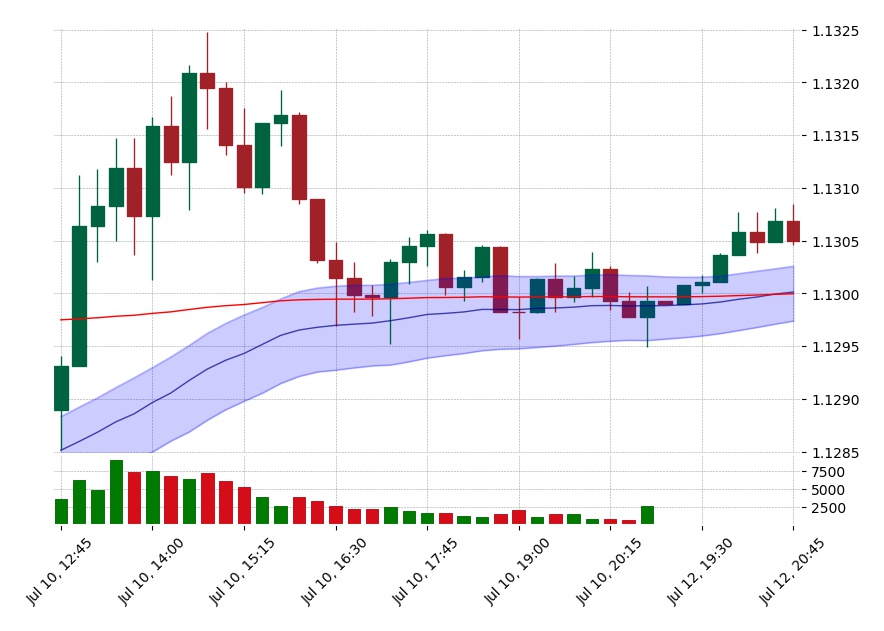 1.1325
1.1320
1.1315
1.1310
1.1305
1.1300
1.1295
1.1290
1.1285
7500
5000
2500
Jul 10, 12:45
Jul 10, 14:00
Jul 10, 15:15
Jul 10, 16:30
Jul 10, 17:45
Jul 10, 19:00
Jul 10, 20:15
Jul 12, 19:30
Jul 12, 20:45